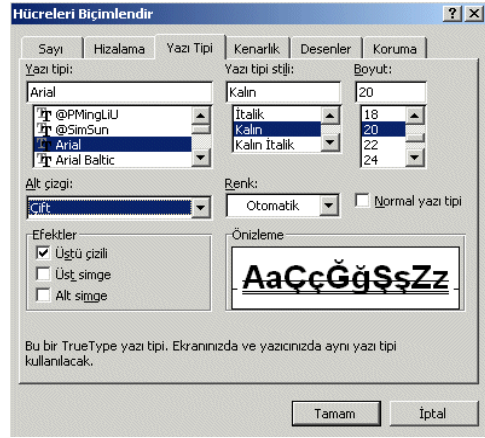 Hücreleri Biçimlendir
Sayı Hizalama Yazı Tipi Kenarlık Desenler Koruma
Yazı tipi: Yazı tipi stili: Boyut:
Arial Kalın 20
@PMingLiU İtalik 18
@SimSun Kalın 20
Arial Kalın İtalik 22
Arial Baltic 24
Alt çizgi: Renk:
Çift Otomatik Normal yazı tipi
Efektler Önizleme
Üstü çizili
Üst simge
Alt simge
AaÇçĞğŞşZz
Bu bir TrueType yazı tipi. Ekranınızda ve yazıcınızda aynı yazı tipi
kullanılacak.
Tamam İptal